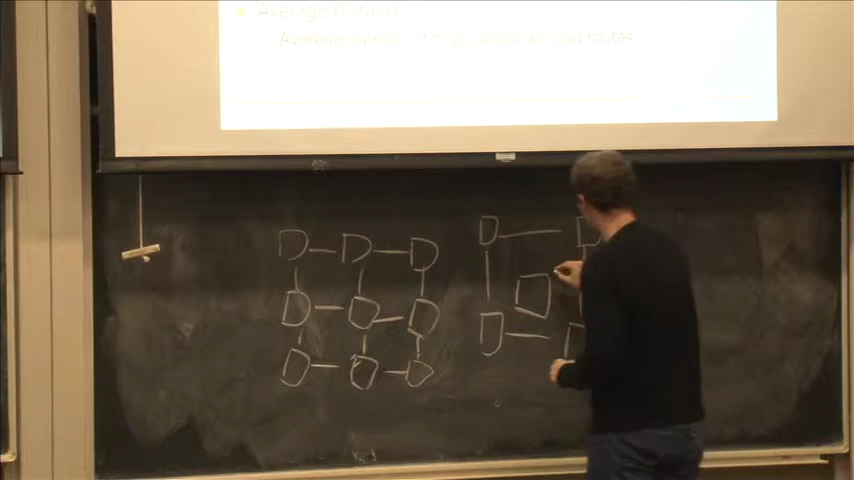 Average Distance
Average number of hops across all valid routes